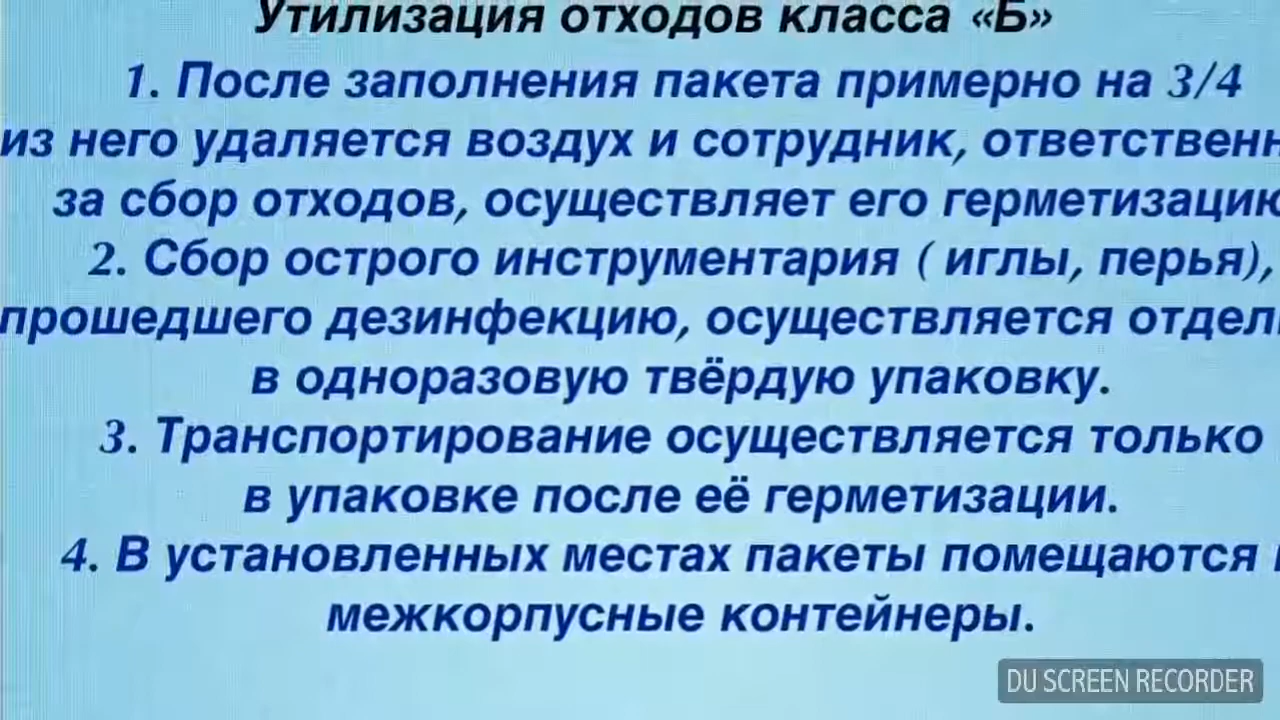 Утилизация отходов класса «Б»
1. После заполнения пакета примерно на 3/4
из него удаляется воздух и сотрудник, ответственн
за сбор отходов, осуществляет его герметизацию
2. Сбор острого инструментария ( иглы, перья),
прошедшего дезинфекцию, осуществляется отдел
в одноразовую твёрдую упаковку.
3. Транспортирование осуществляется только
в упаковке после её герметизации.
4. В установленных местах пакеты помещаются
межкорпусные контейнеры.
DU SCREEN RECORDER